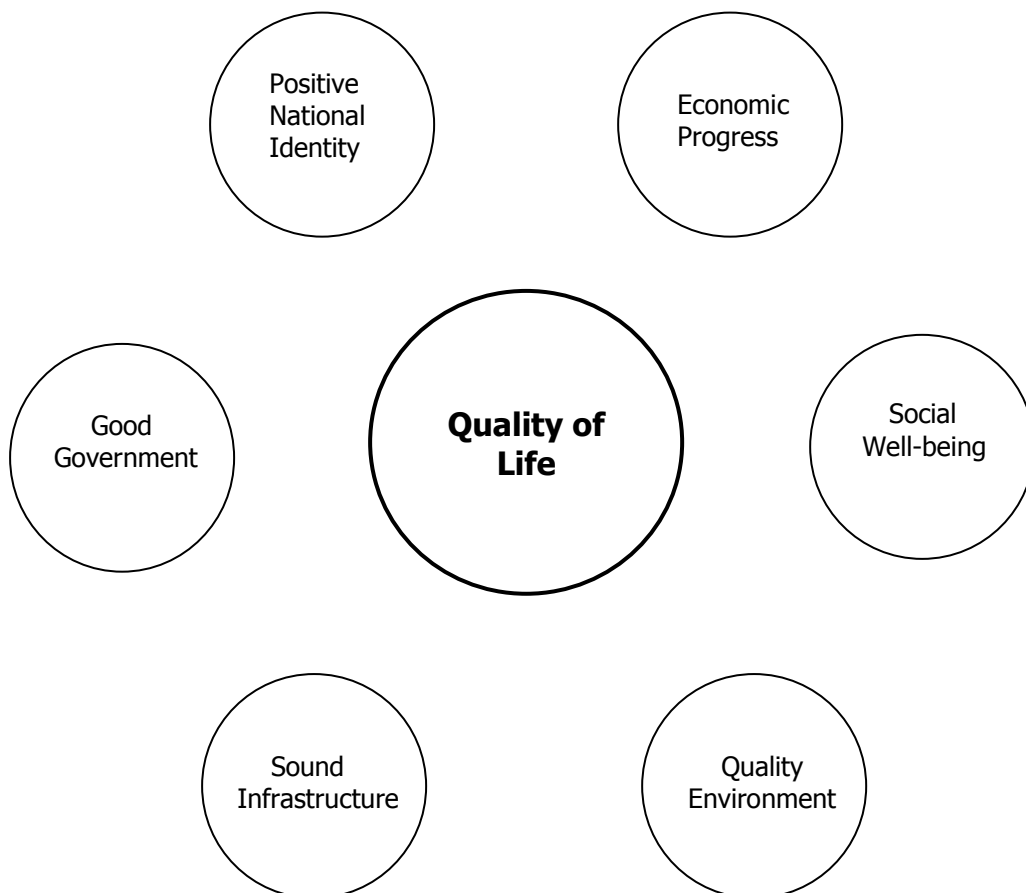 Positive
National
Identity
Economic
Progress
Good
Government
Quality of
Life
Social
Well-being
Sound
Infrastructure
Quality
Environment